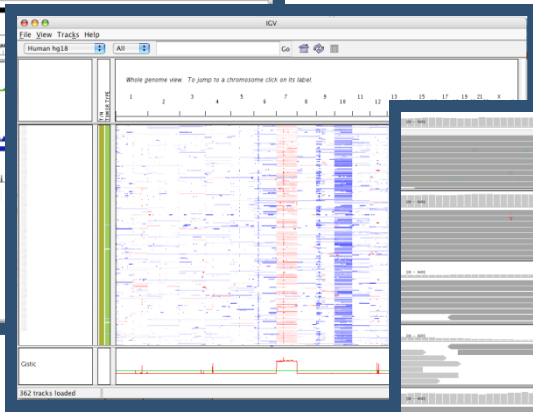 IGV
File View Tracks Help
Human hg18 All Go
Whole genome view. To jump to a chromosome click on its label.
1 2 3 4 5 6 7 8 9 10 11 12 13 15 17 19 21 X
Gistic
362 tracks loaded